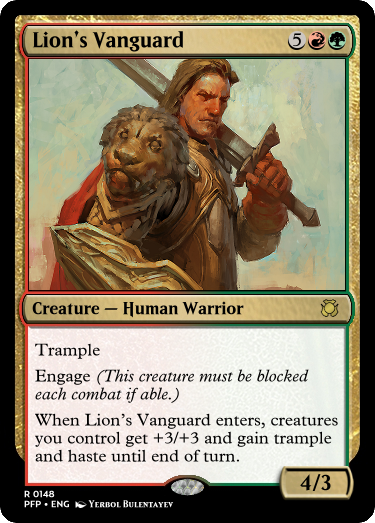 Lion's Vanguard 5
Creature — Human Warrior
Trample
Engage (This creature must be blocked
each combat if able.)
When Lion's Vanguard enters, creatures
you control get +3/+3 and gain trample
and haste until end of turn.
4/3
R 0148
PFP • ENG Yerbol Bulentayev